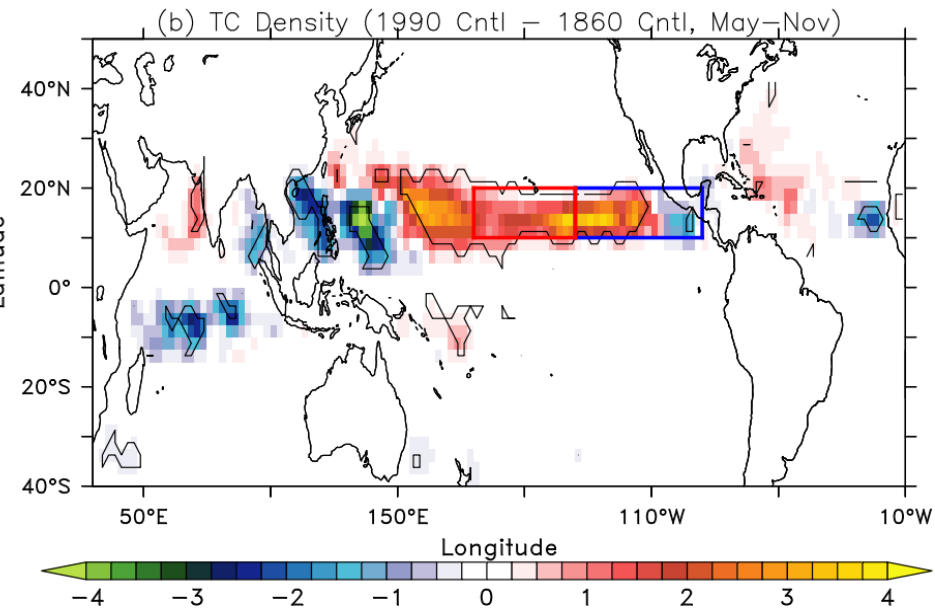 (b) TC Density (1990 Cntl − 1860 Cntl, May−Nov)
40°N
20°N
0°
20°S
40°S
50°E
150°E
110°W
10°W
Longitude
−4
−3
−2
−1
0
1
2
3
4